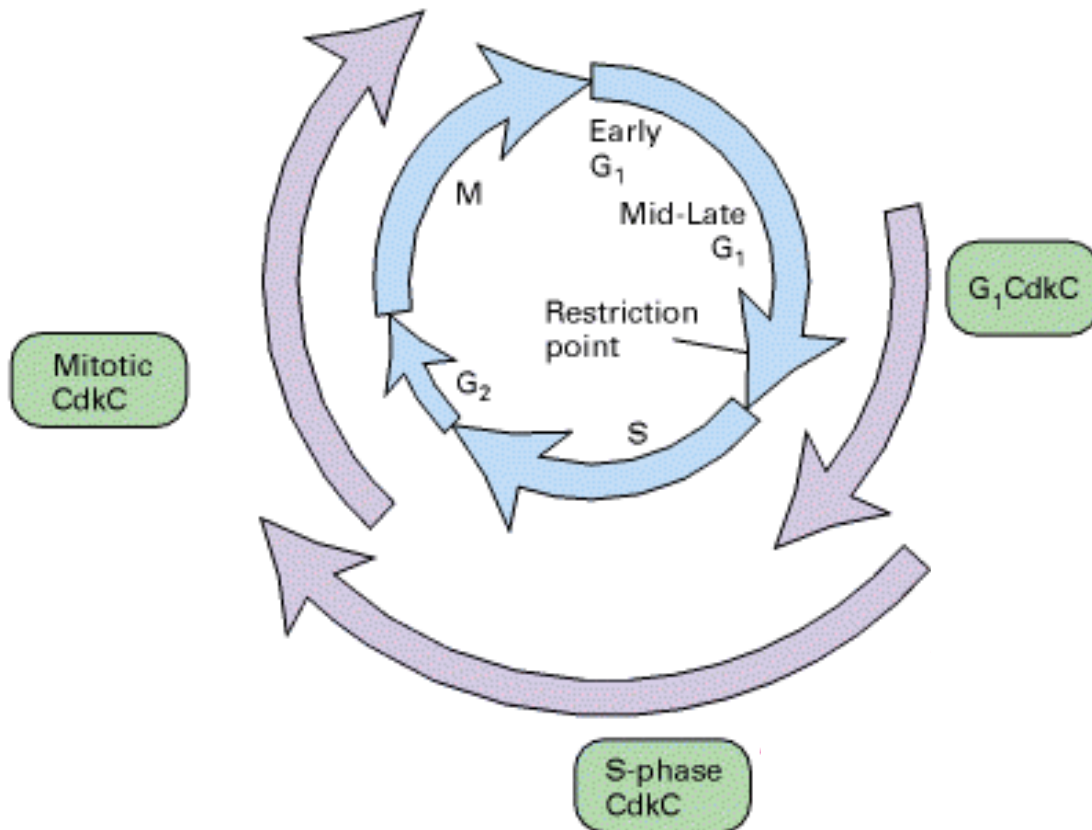 Early
G₁
M
Mid-Late
G₁
G₁CdkC
Restriction
point
Mitotic
CdkC
G₂
S
S-phase
CdkC